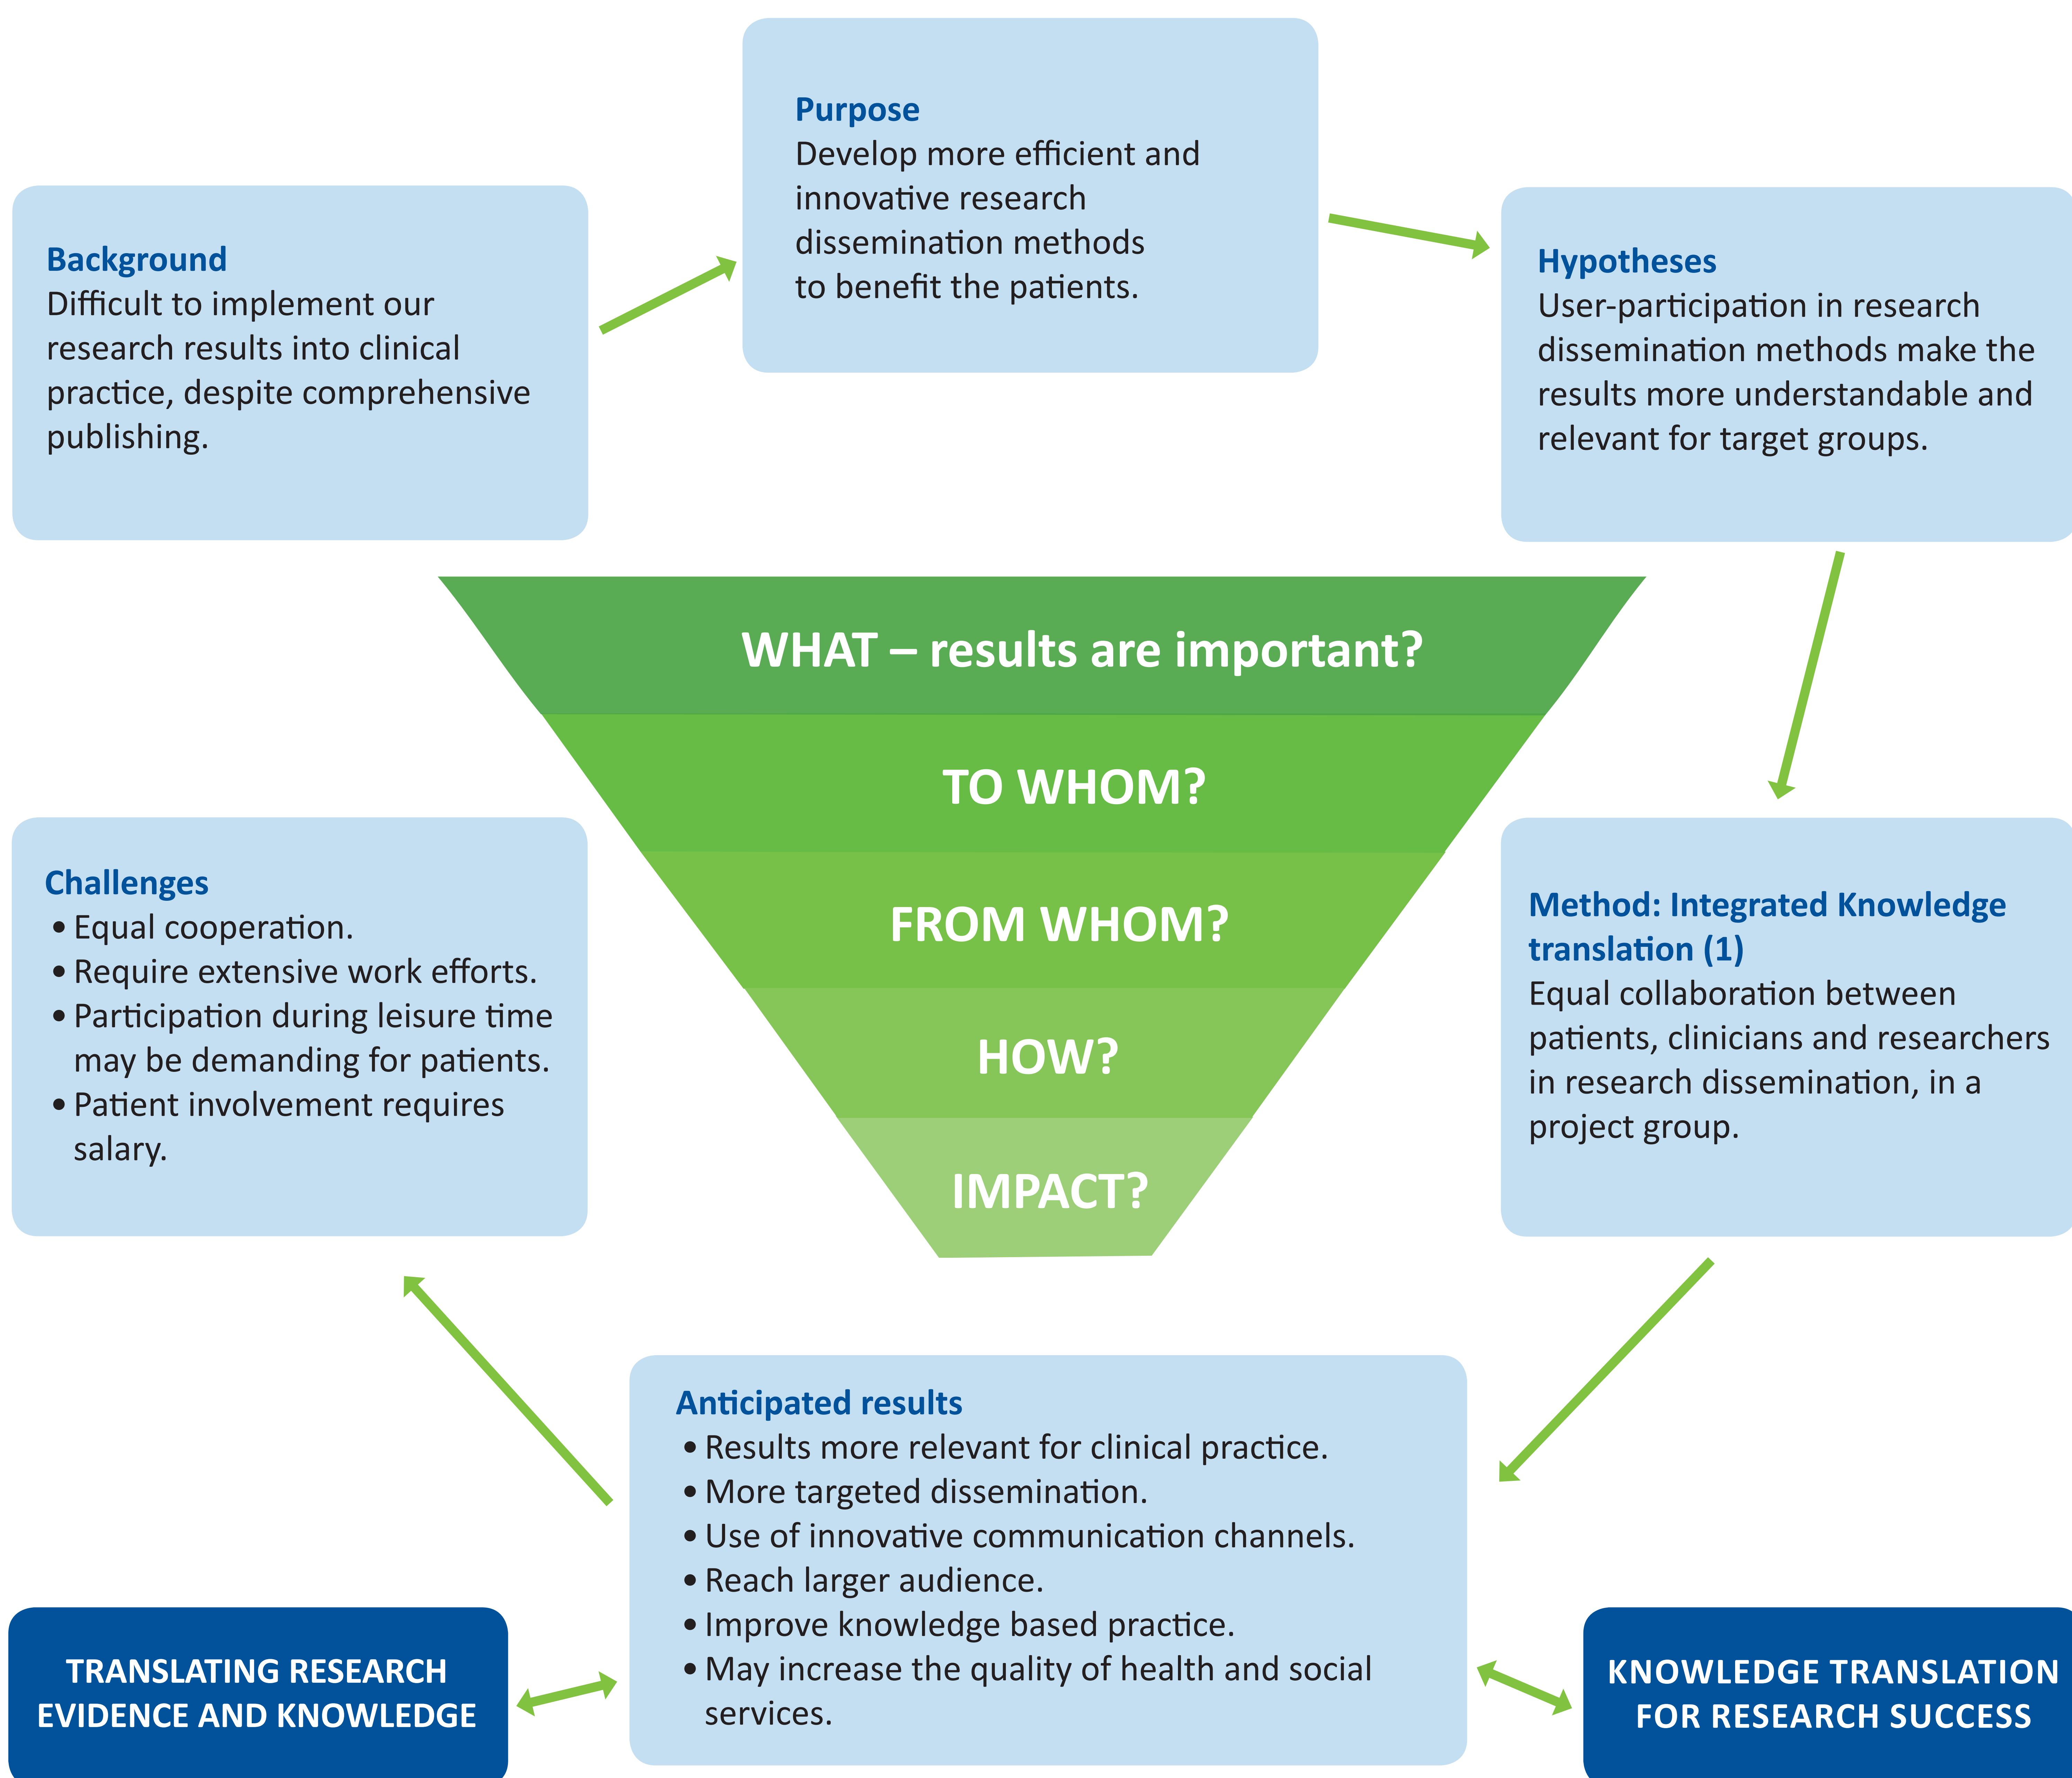 Purpose
Develop more efficient and
innovative research
dissemination methods
to benefit the patients.
Background
Difficult to implement our
research results into clinical
practice, despite comprehensive
publishing.
Hypotheses
User-participation in research
dissemination methods make the
results more understandable and
relevant for target groups.
WHAT – results are important?
TO WHOM?
FROM WHOM?
HOW?
IMPACT?
Challenges
• Equal cooperation.
• Require extensive work efforts.
• Participation during leisure time
may be demanding for patients.
• Patient involvement requires
salary.
Method: Integrated Knowledge
translation (1)
Equal collaboration between
patients, clinicians and researchers
in research dissemination, in a
project group.
Anticipated results
• Results more relevant for clinical practice.
• More targeted dissemination.
• Use of innovative communication channels.
• Reach larger audience.
• Improve knowledge based practice.
• May increase the quality of health and social
services.
TRANSLATING RESEARCH
EVIDENCE AND KNOWLEDGE
KNOWLEDGE TRANSLATION
FOR RESEARCH SUCCESS